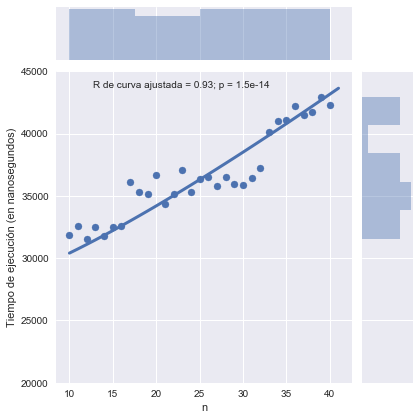 R de curva ajustada = 0.93; p = 1.5e-14
Tiempo de ejecución (en nanosegundos)
45000
40000
35000
30000
25000
20000
10 15 20 25 30 35 40
n